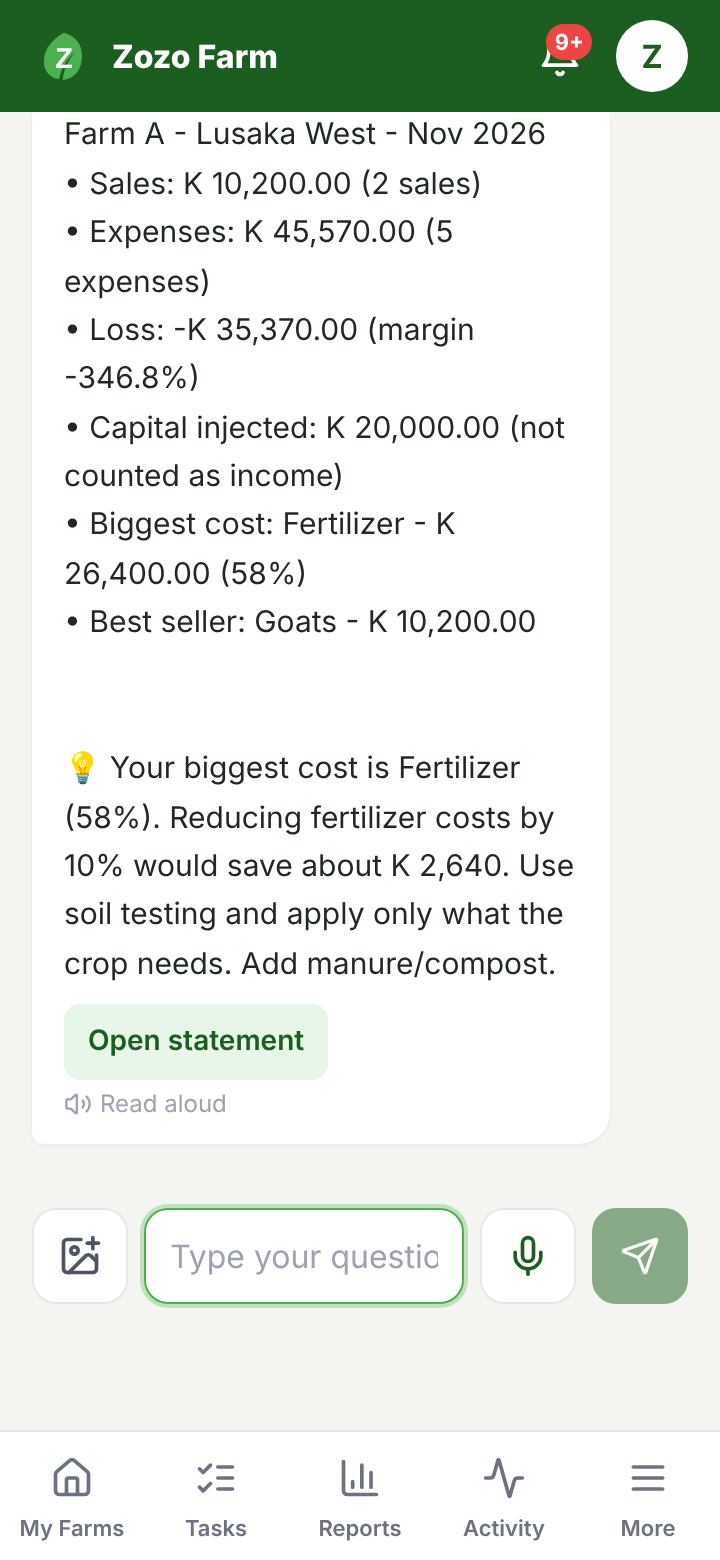 Z Zozo Farm 9+ Z
Farm A - Lusaka West - Nov 2026
• Sales: K 10,200.00 (2 sales)
• Expenses: K 45,570.00 (5
expenses)
• Loss: -K 35,370.00 (margin
-346.8%)
• Capital injected: K 20,000.00 (not
counted as income)
• Biggest cost: Fertilizer - K
26,400.00 (58%)
• Best seller: Goats - K 10,200.00
💡 Your biggest cost is Fertilizer
(58%). Reducing fertilizer costs by
10% would save about K 2,640. Use
soil testing and apply only what the
crop needs. Add manure/compost.
Open statement
Read aloud
Type your questio
My Farms Tasks Reports Activity More